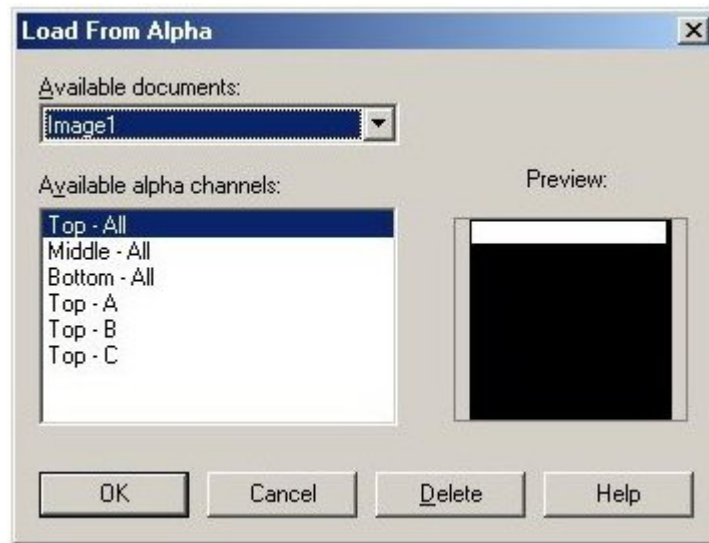 Load From Alpha
Available documents:
Image1
Available alpha channels:
Preview:
Top - All
Middle - All
Bottom - All
Top - A
Top - B
Top - C
OK Cancel Delete Help